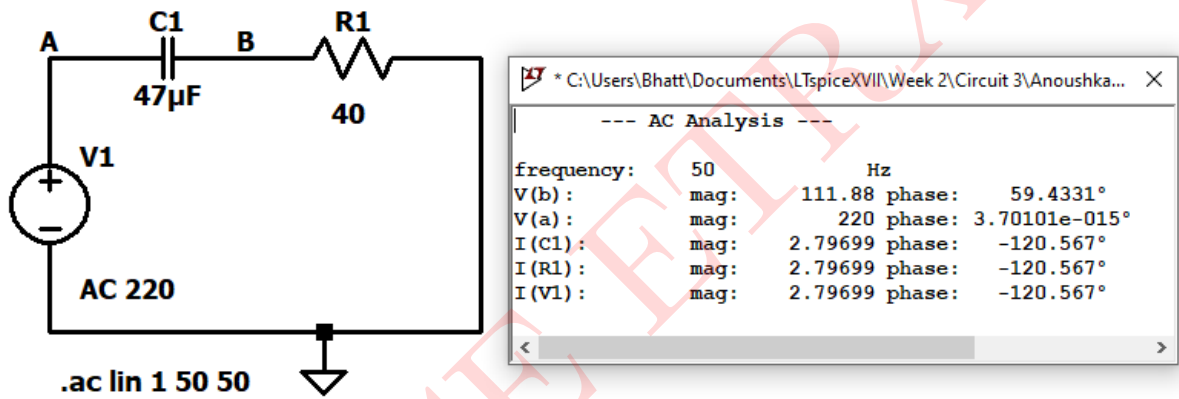 C1
R1
A
B
47µF
40
V1
AC 220
.ac lin 1 50 50
* C:\Users\Bhatt\Documents\LTspiceXVII\Week 2\Circuit 3\Anoushka...
--- AC Analysis ---
frequency: 50 Hz
V(b): mag: 111.88 phase: 59.4331°
V(a): mag: 220 phase: 3.70101e-015°
I(C1): mag: 2.79699 phase: -120.567°
I(R1): mag: 2.79699 phase: -120.567°
I(V1): mag: 2.79699 phase: -120.567°